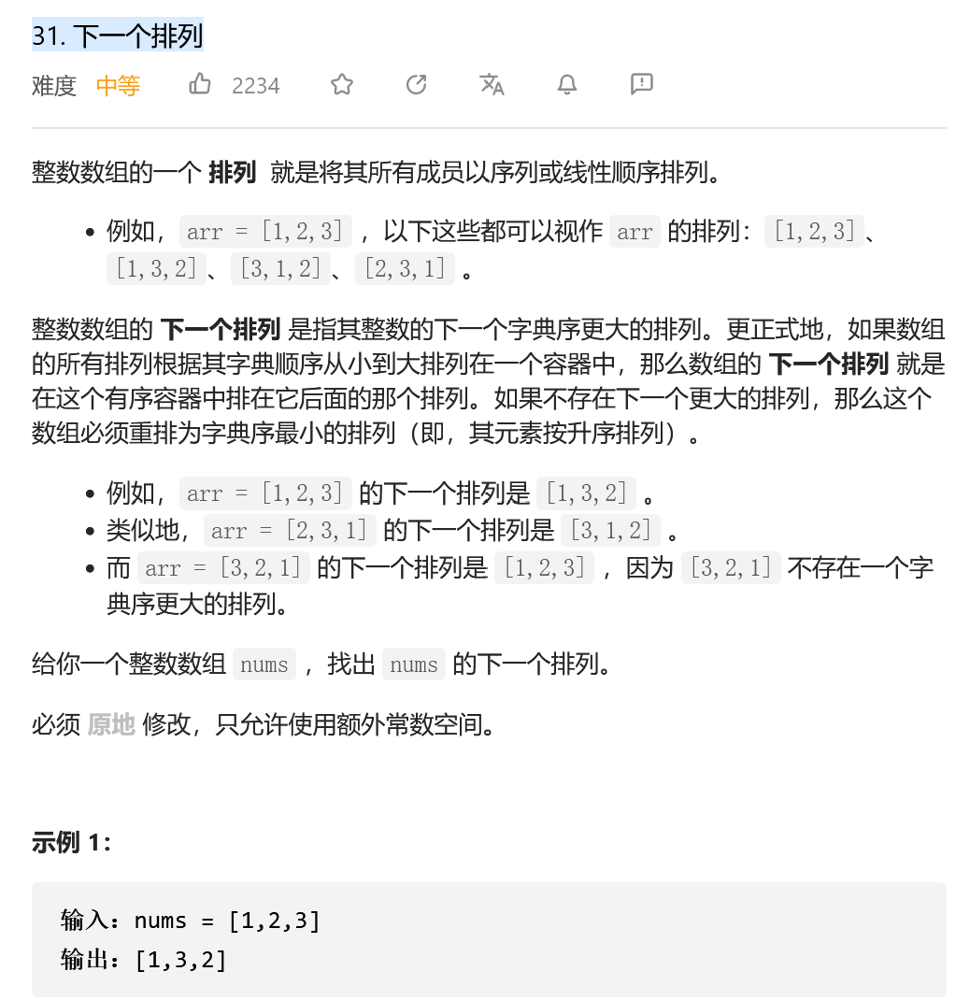 31. 下一个排列
难度 中等 2234
整数数组的一个 排列 就是将其所有成员以序列或线性顺序排列。
• 例如，arr = [1,2,3] ，以下这些都可以视作 arr 的排列：[1,2,3]、
[1,3,2]、[3,1,2]、[2,3,1] 。
整数数组的 下一个排列 是指其整数的下一个字典序更大的排列。更正式地，如果数组
的所有排列根据其字典顺序从小到大排列在一个容器中，那么数组的 下一个排列 就是
在这个有序容器中排在它后面的那个排列。如果不存在下一个更大的排列，那么这个
数组必须重排为字典序最小的排列（即，其元素按升序排列）。
• 例如，arr = [1,2,3] 的下一个排列是 [1,3,2] 。
• 类似地，arr = [2,3,1] 的下一个排列是 [3,1,2] 。
• 而 arr = [3,2,1] 的下一个排列是 [1,2,3] ，因为 [3,2,1] 不存在一个字
典序更大的排列。
给你一个整数数组 nums ，找出 nums 的下一个排列。
必须 原地 修改，只允许使用额外常数空间。
示例 1：
输入：nums = [1,2,3]
输出：[1,3,2]